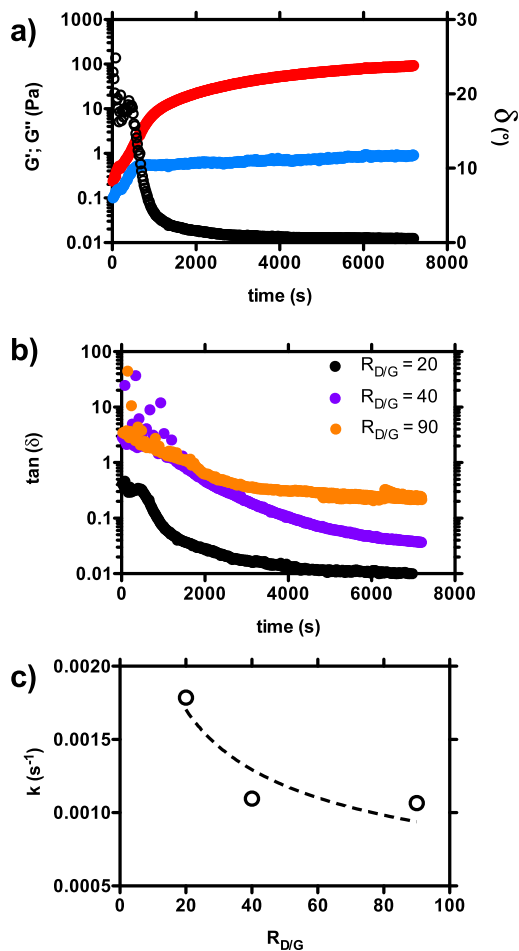 a)
G'; G'' (Pa)
1000
100
10
1
0.1
0.01
30
20
10
0
δ (°)
0 2000 4000 6000 8000
time (s)
b)
tan (δ)
100
10
1
0.1
0.01
R_D/G = 20
R_D/G = 40
R_D/G = 90
0 2000 4000 6000 8000
time (s)
c)
k (s⁻¹)
0.0020
0.0015
0.0010
0.0005
0 20 40 60 80 100
R_D/G